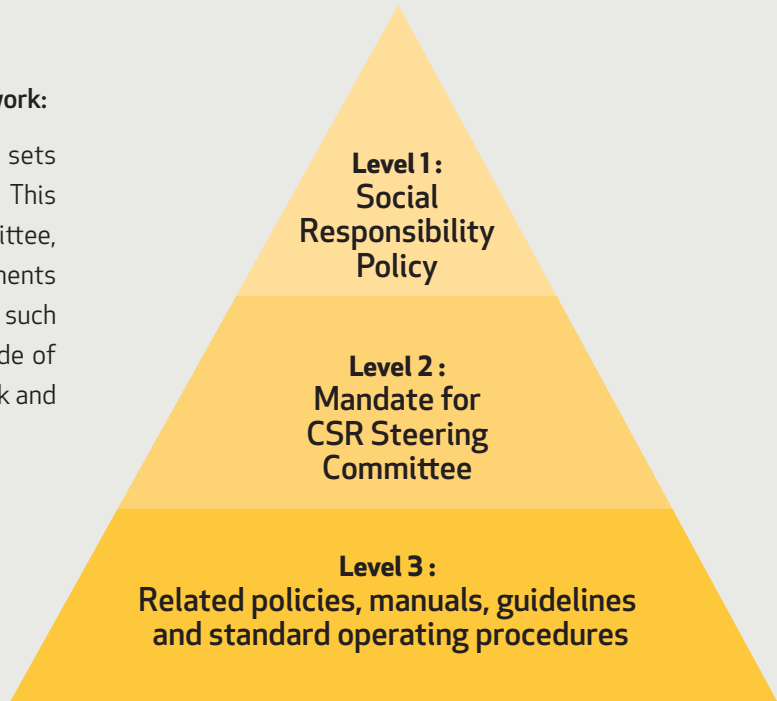 work:
sets
This
ittee,
nents
such
de of
k and
Level 1 :
Social
Responsibility
Policy
Level 2 :
Mandate for
CSR Steering
Committee
Level 3 :
Related policies, manuals, guidelines
and standard operating procedures